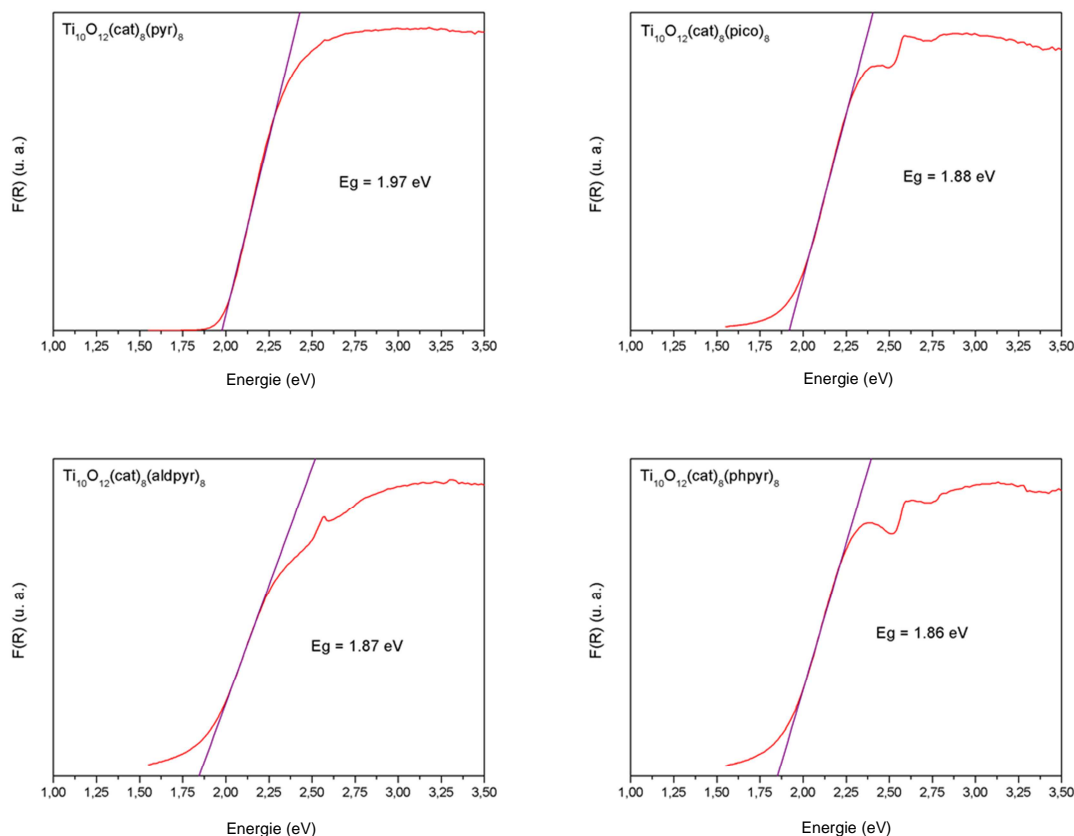 Ti10O12(cat)8(pyr)8
F(R) (u. a.)
Eg = 1.97 eV
1,00 1,25 1,50 1,75 2,00 2,25 2,50 2,75 3,00 3,25 3,50
Energie (eV)
Ti10O12(cat)8(pico)8
F(R) (u. a.)
Eg = 1.88 eV
1,00 1,25 1,50 1,75 2,00 2,25 2,50 2,75 3,00 3,25 3,50
Energie (eV)
Ti10O12(cat)8(aldpyr)8
F(R) (u. a.)
Eg = 1.87 eV
1,00 1,25 1,50 1,75 2,00 2,25 2,50 2,75 3,00 3,25 3,50
Energie (eV)
Ti10O12(cat)8(phpyr)8
F(R) (u. a.)
Eg = 1.86 eV
1,00 1,25 1,50 1,75 2,00 2,25 2,50 2,75 3,00 3,25 3,50
Energie (eV)